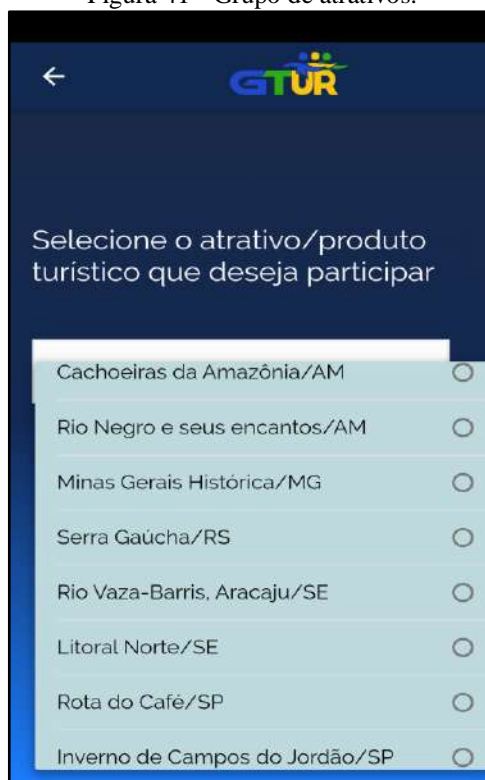 Figura 41 - Grupo de atrativos.
GTUR
Selecione o atrativo/produto
turístico que deseja participar
Cachoeiras da Amazônia/AM
Rio Negro e seus encantos/AM
Minas Gerais Histórica/MG
Serra Gaúcha/RS
Rio Vaza-Barris, Aracaju/SE
Litoral Norte/SE
Rota do Café/SP
Inverno de Campos do Jordão/SP